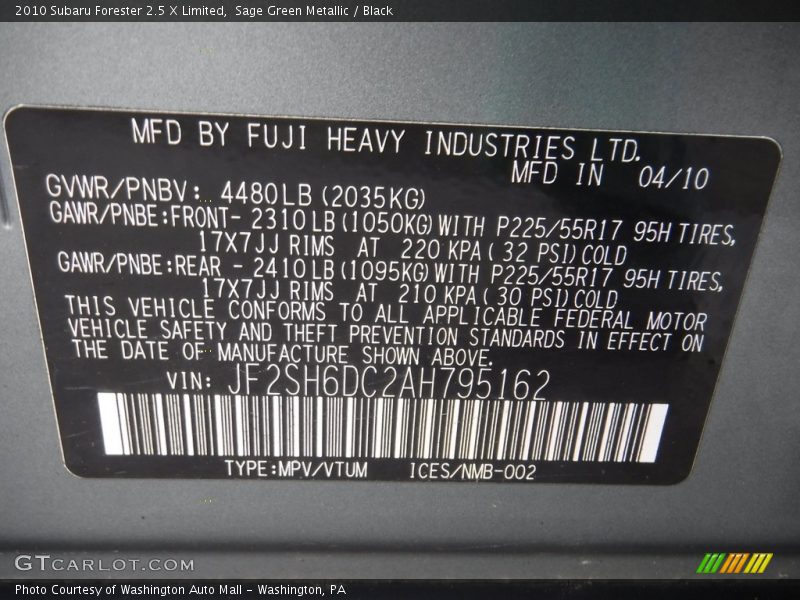 2010 Subaru Forester 2.5 X Limited, Sage Green Metallic / Black
MFD BY FUJI HEAVY INDUSTRIES LTD.
MFD IN 04/10
GVWR/PNBV: 4480LB (2035KG)
GAWR/PNBE:FRONT- 2310LB(1050KG)WITH P225/55R17 95H TIRES,
17X7JJ RIMS AT 220 KPA( 32 PSI)COLD
GAWR/PNBE:REAR - 2410LB(1095KG)WITH P225/55R17 95H TIRES,
17X7JJ RIMS AT 210 KPA( 30 PSI)COLD
THIS VEHICLE CONFORMS TO ALL APPLICABLE FEDERAL MOTOR
VEHICLE SAFETY AND THEFT PREVENTION STANDARDS IN EFFECT ON
THE DATE OF MANUFACTURE SHOWN ABOVE.
VIN: JF2SH6DC2AH795162
TYPE:MPV/VTUM ICES/NMB-002
GTCARLOT.COM
Photo Courtesy of Washington Auto Mall - Washington, PA